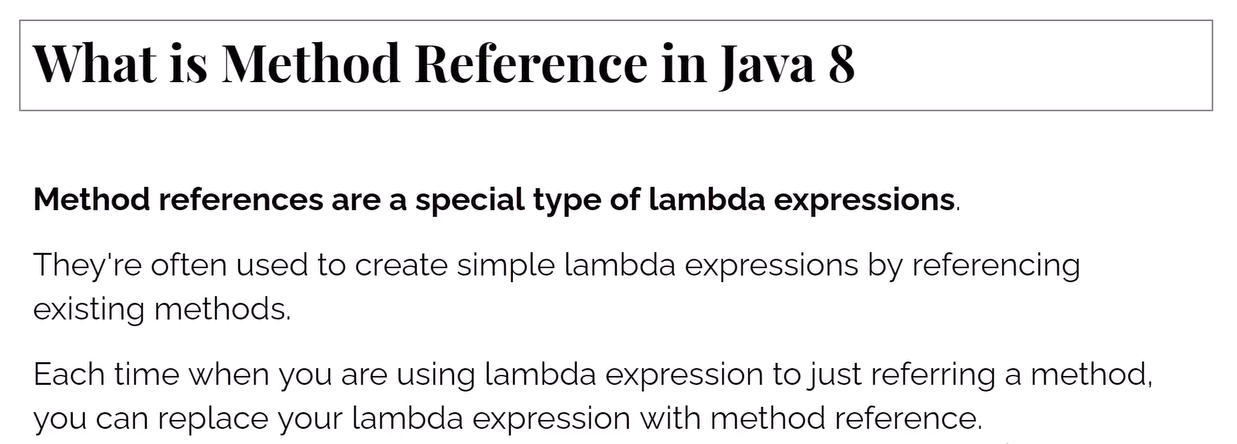 What is Method Reference in Java 8
Method references are a special type of lambda expressions.
They're often used to create simple lambda expressions by referencing
existing methods.
Each time when you are using lambda expression to just referring a method,
you can replace your lambda expression with method reference.